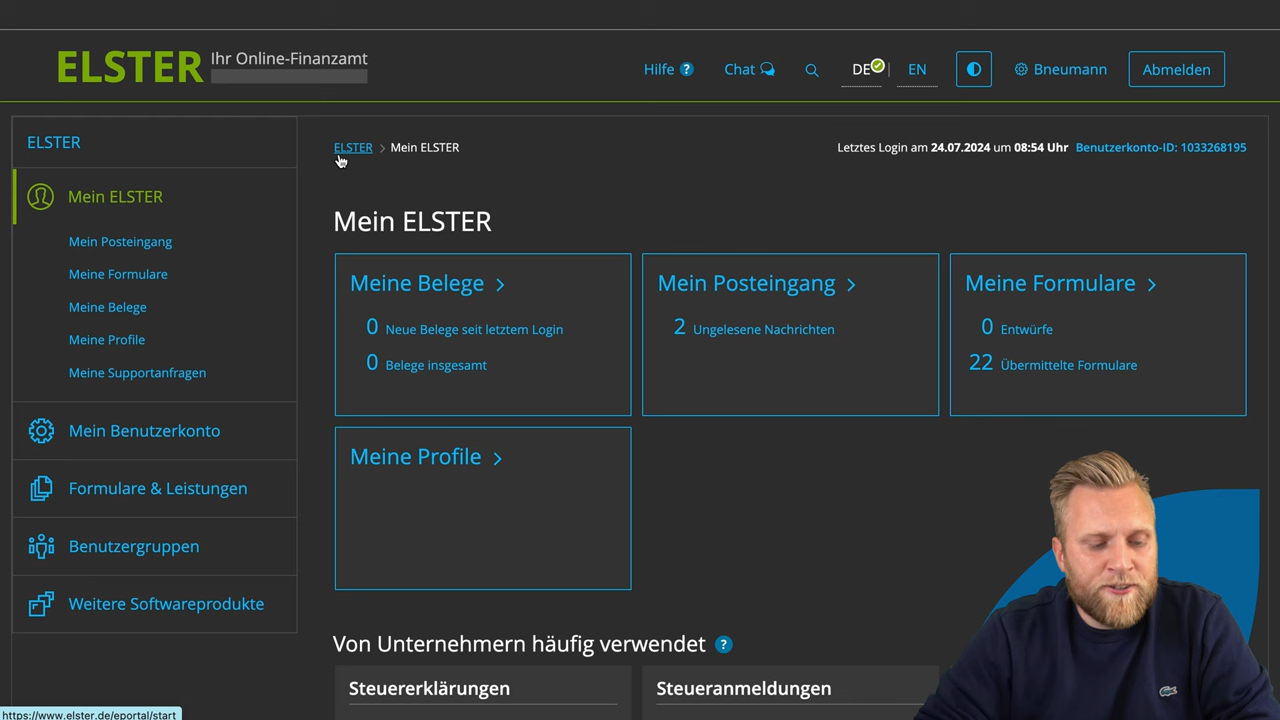 ELSTER Ihr Online-Finanzamt
Hilfe ? Chat DE | EN Bneumann Abmelden
ELSTER
Mein ELSTER
Mein Posteingang
Meine Formulare
Meine Belege
Meine Profile
Meine Supportanfragen
Mein Benutzerkonto
Formulare & Leistungen
Benutzergruppen
Weitere Softwareprodukte
ELSTER > Mein ELSTER
Letztes Login am 24.07.2024 um 08:54 Uhr Benutzerkonto-ID: 1033268195
Mein ELSTER
Meine Belege >
0 Neue Belege seit letztem Login
0 Belege insgesamt
Mein Posteingang >
2 Ungelesene Nachrichten
Meine Formulare >
0 Entwürfe
22 Übermittelte Formulare
Meine Profile >
Von Unternehmern häufig verwendet ?
Steuererklärungen
Steueranmeldungen
https://www.elster.de/eportal/start